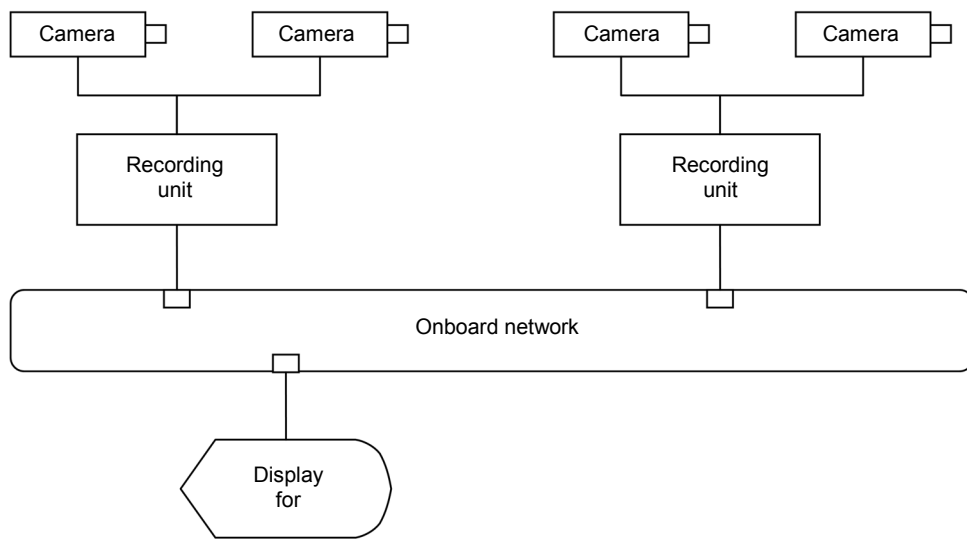 Camera
Camera
Camera
Camera
Recording
unit
Recording
unit
Onboard network
Display
for